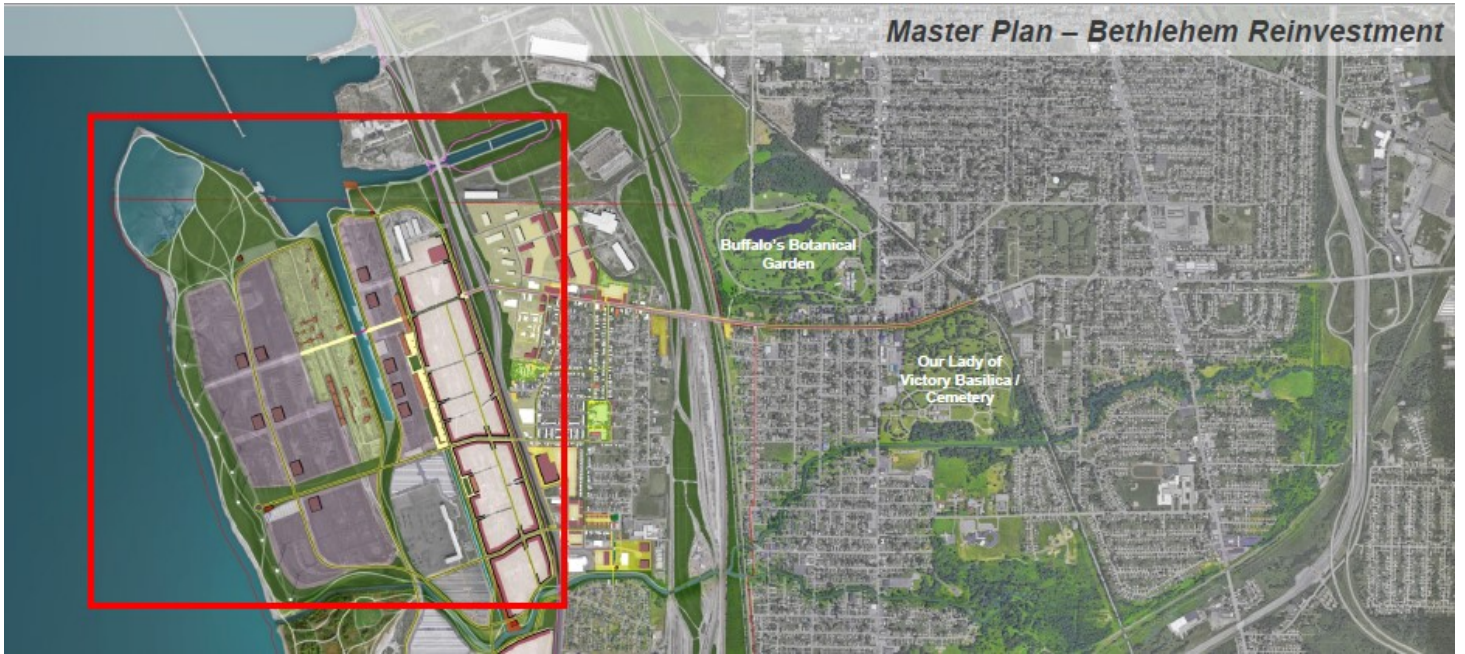 Master Plan – Bethlehem Reinvestment
Buffalo's Botanical
Garden
Our Lady of
Victory Basilica /
Cemetery